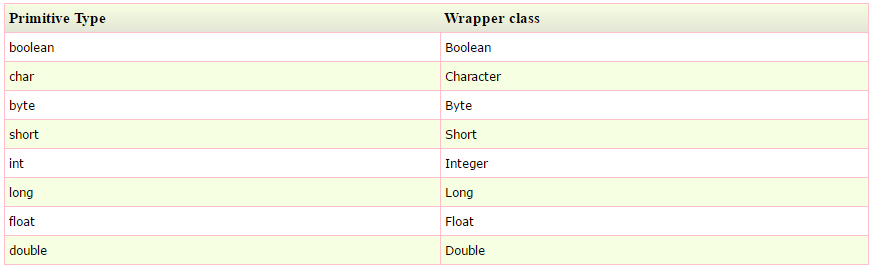 Primitive Type Wrapper class
boolean Boolean
char Character
byte Byte
short Short
int Integer
long Long
float Float
double Double